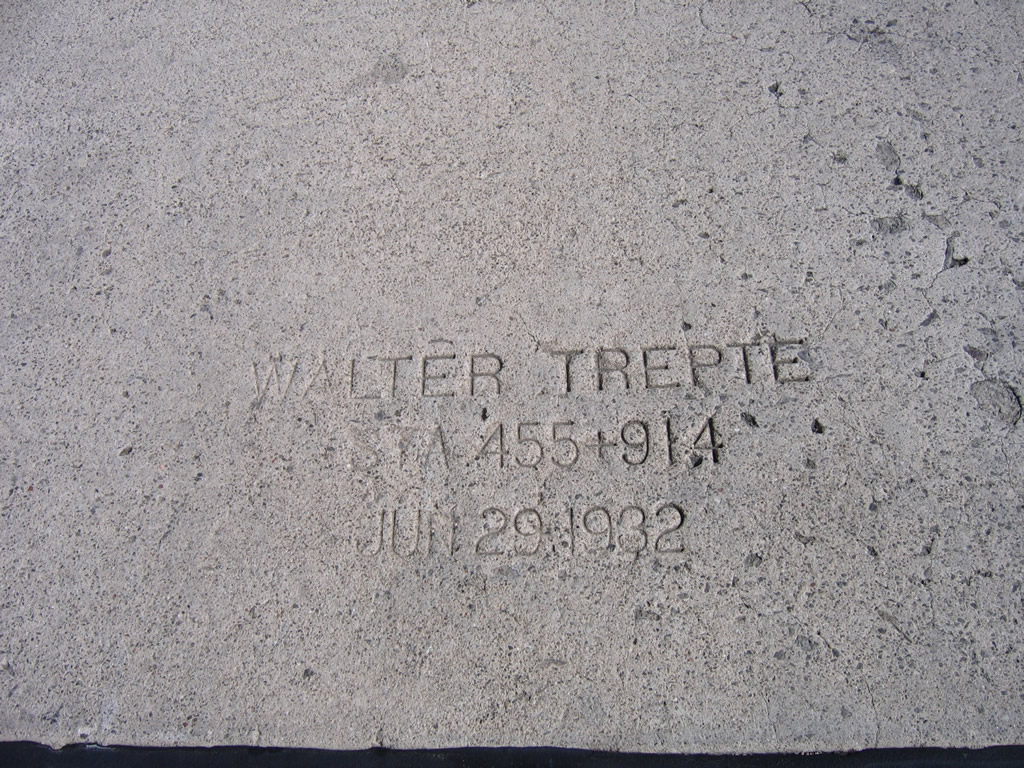 WALTER TREPTE
STA 455+914
JUN 29 1932